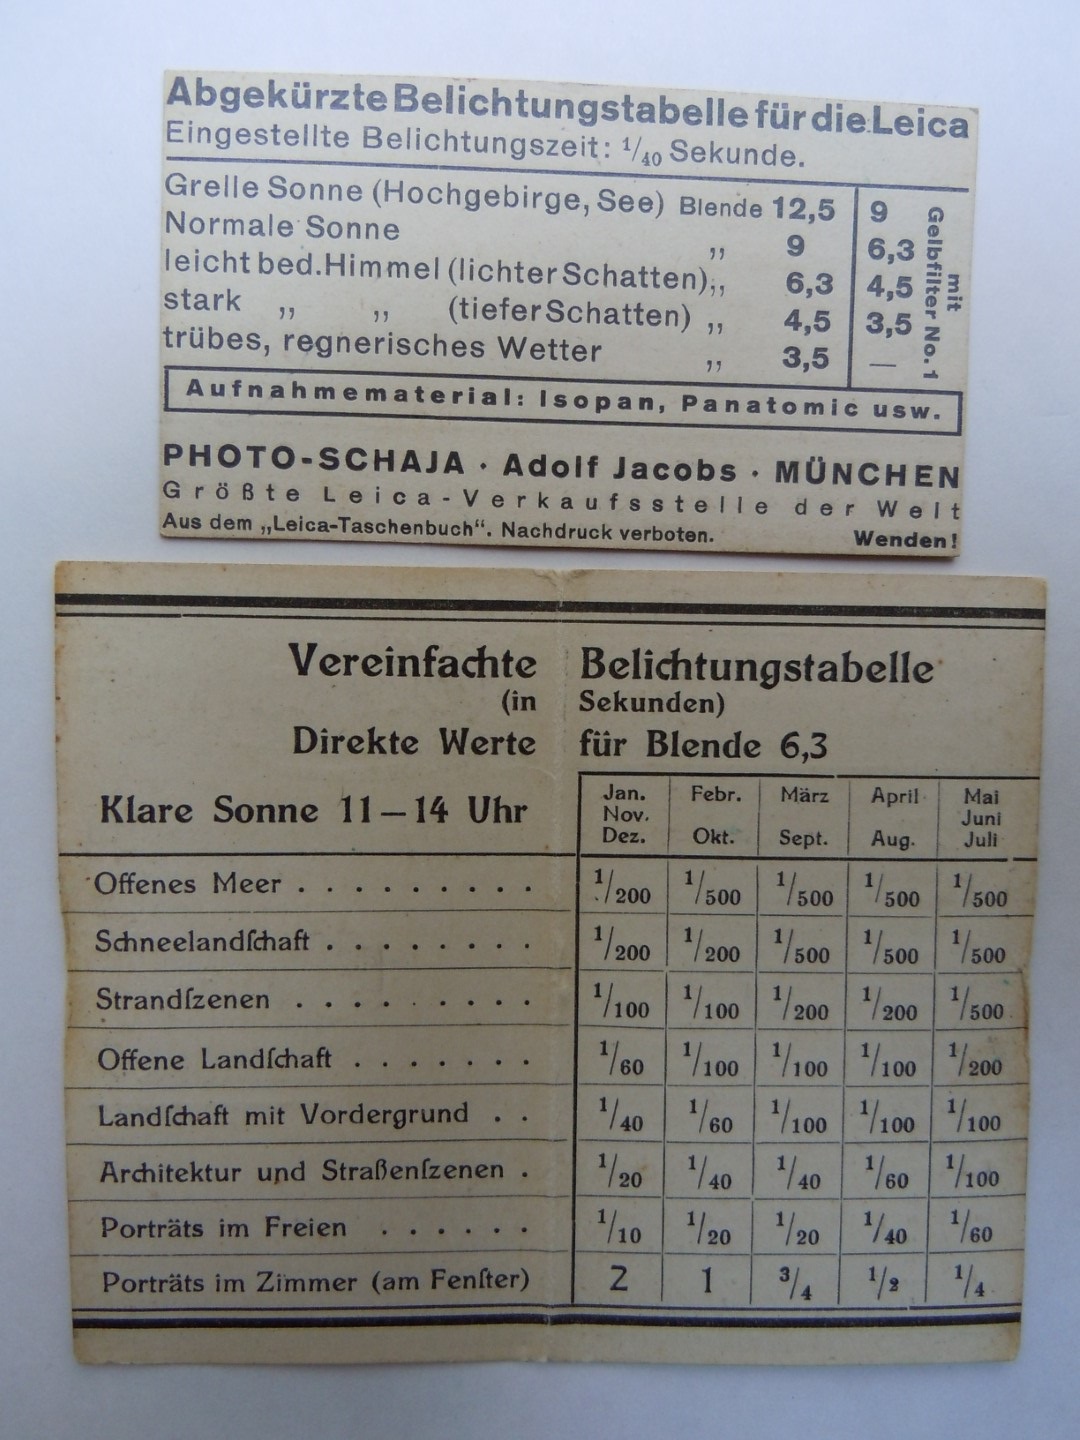 Abgekürzte Belichtungstabelle für die Leica
Eingestellte Belichtungszeit: 1/40 Sekunde.
Grelle Sonne (Hochgebirge, See) Blende 12,5 9
Normale Sonne „ 9 6,3
leicht bed. Himmel (lichter Schatten) „ 6,3 4,5
stark „ „ (tiefer Schatten) „ 4,5 3,5
trübes, regnerisches Wetter „ 3,5 —
mit
Gelbfilter No. 1
Aufnahmematerial: Isopan, Panatomic usw.
PHOTO-SCHAJA · Adolf Jacobs · MÜNCHEN
Größte Leica-Verkaufsstelle der Welt
Aus dem „Leica-Taschenbuch“. Nachdruck verboten. Wenden!
Vereinfachte Belichtungstabelle
(in Sekunden)
Direkte Werte für Blende 6,3
Klare Sonne 11–14 Uhr
Jan. Febr. März April Mai
Nov. Juni
Dez. Okt. Sept. Aug. Juli
Offenes Meer . . . . . . . . . 1/200 1/500 1/500 1/500 1/500
Schneelandſchaft . . . . . . . . 1/200 1/200 1/500 1/500 1/500
Strandſzenen . . . . . . . . . 1/100 1/100 1/200 1/200 1/500
Offene Landſchaft . . . . . . . 1/60 1/100 1/100 1/100 1/200
Landſchaft mit Vordergrund . . 1/40 1/60 1/100 1/100 1/100
Architektur und Straßenſzenen . 1/20 1/40 1/40 1/60 1/100
Porträts im Freien . . . . . . 1/10 1/20 1/20 1/40 1/60
Porträts im Zimmer (am Fenſter) 2 1 3/4 1/2 1/4